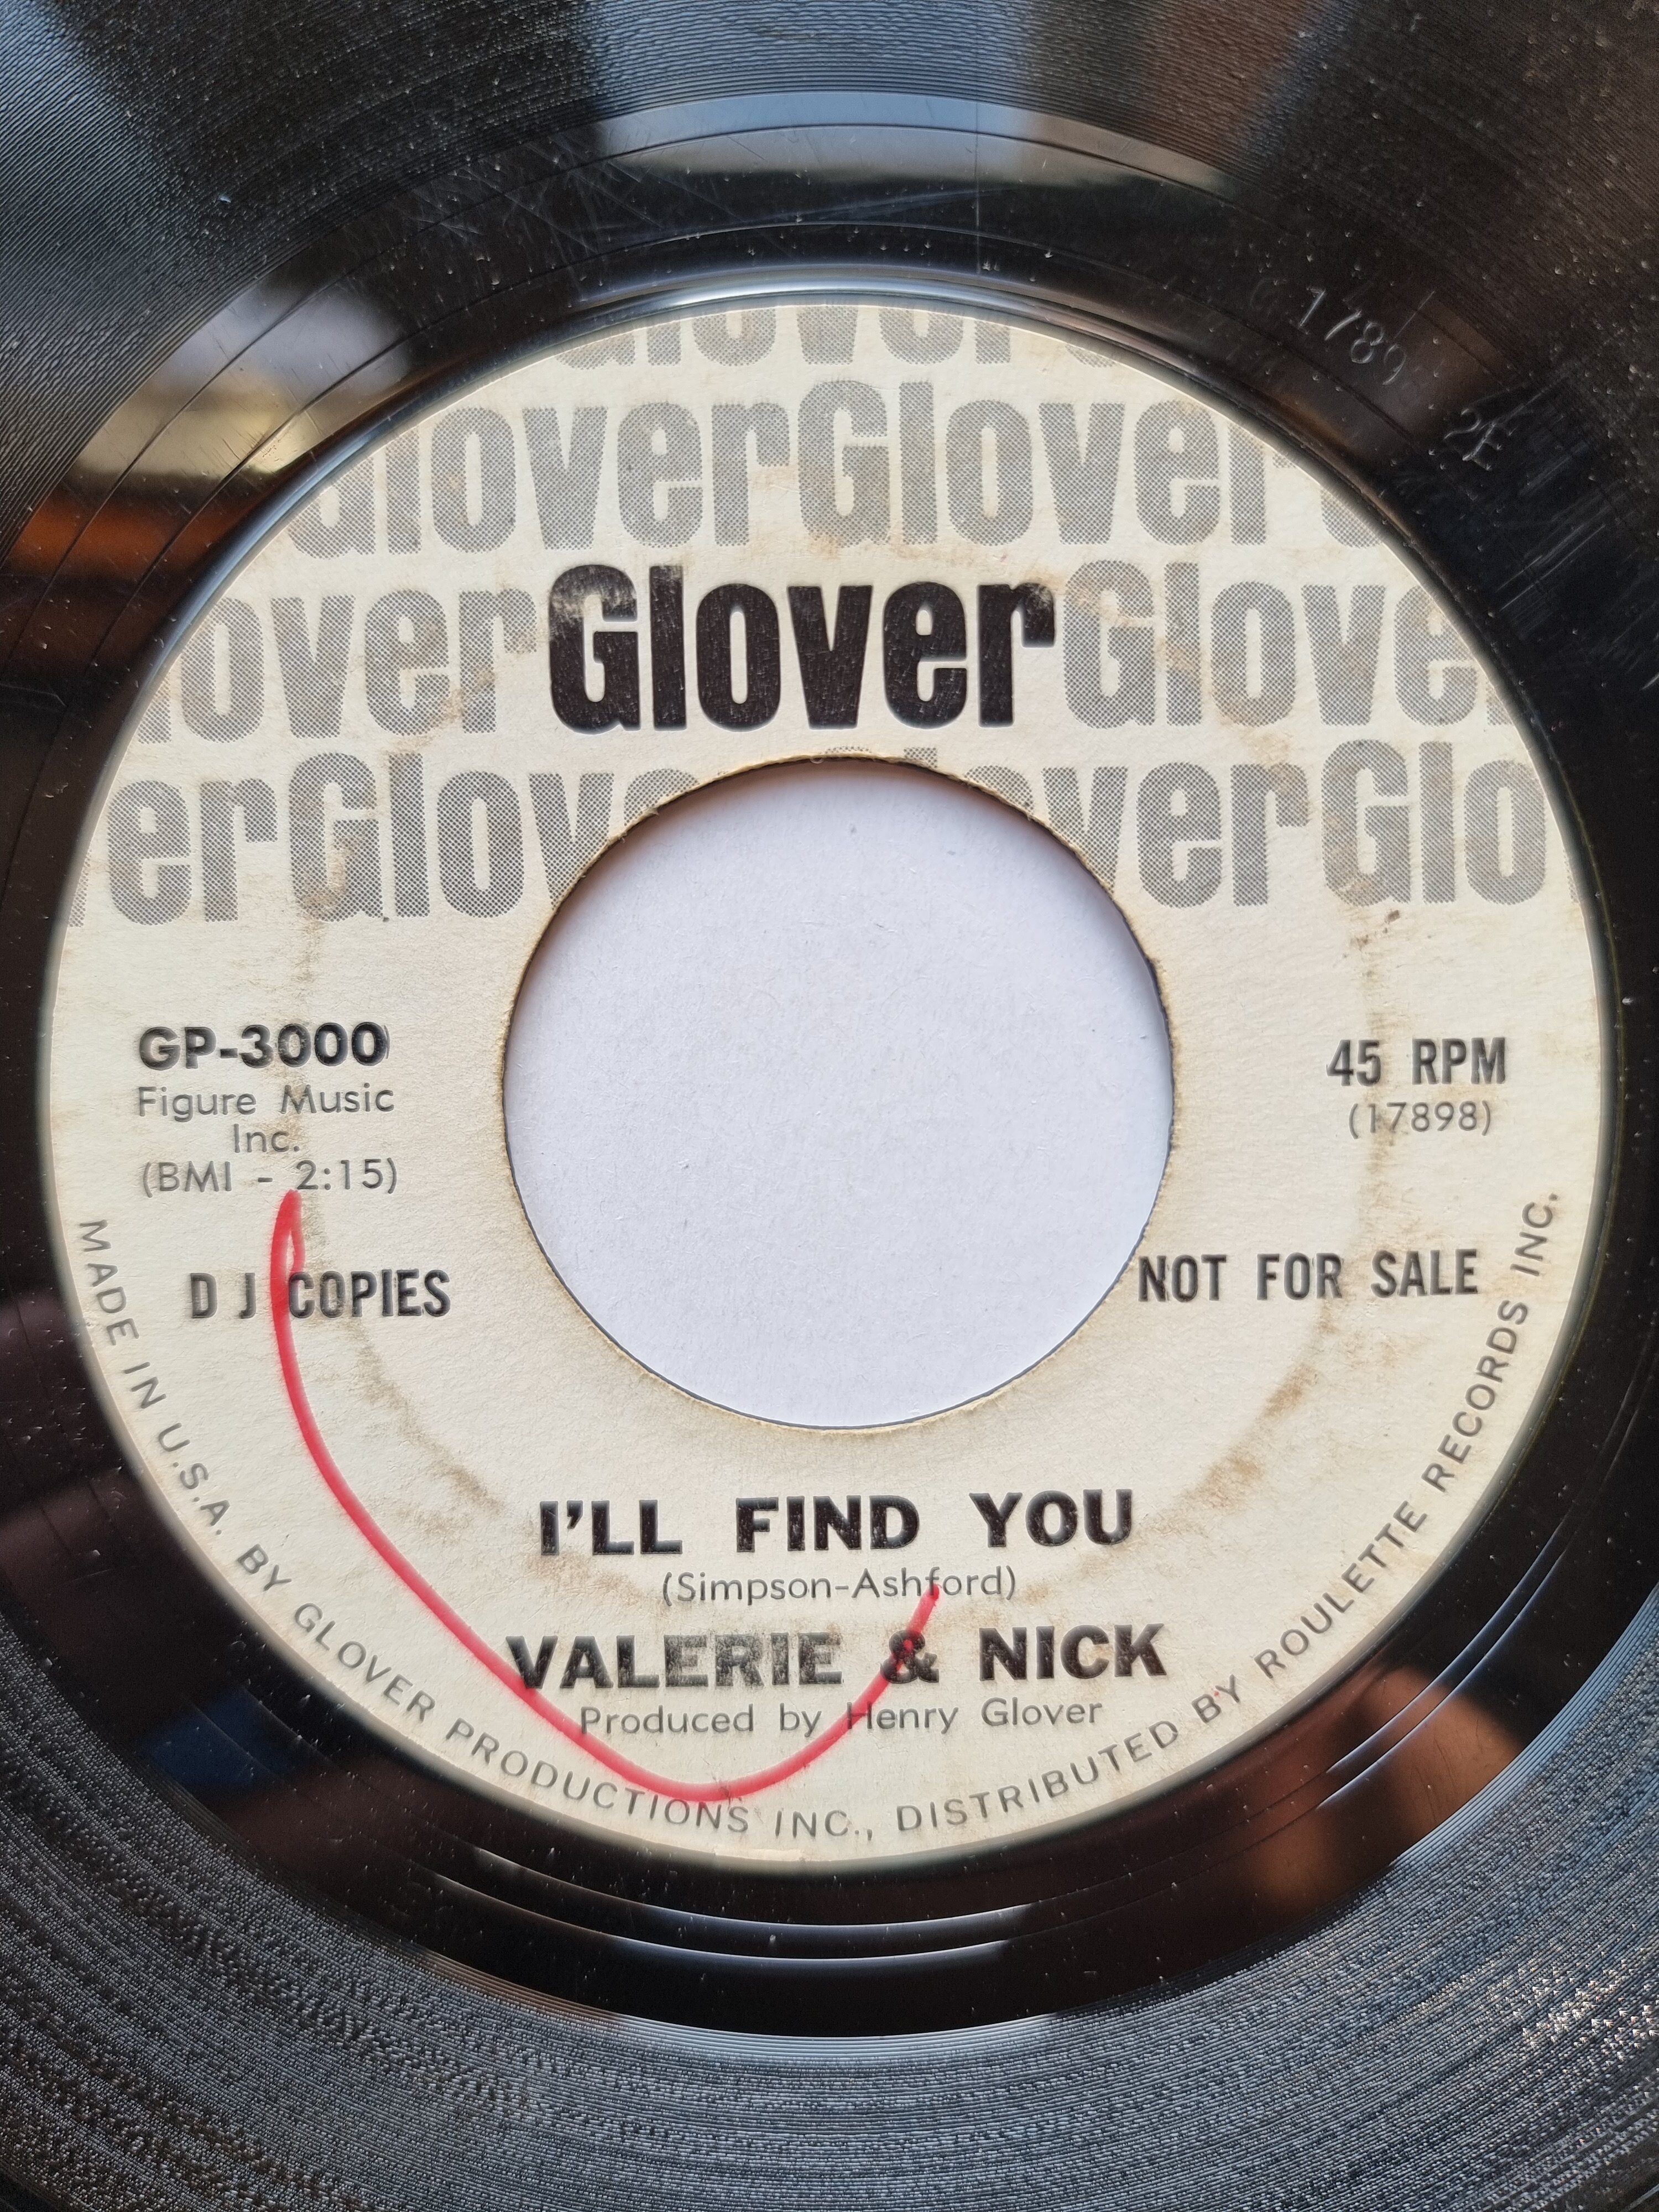 GloverGlover
Glover
GP-3000
Figure Music
Inc.
(BMI - 2:15)
45 RPM
(17898)
D J COPIES
NOT FOR SALE
I'LL FIND YOU
(Simpson-Ashford)
VALERIE & NICK
Produced by Henry Glover
MADE IN U.S.A. BY GLOVER PRODUCTIONS INC., DISTRIBUTED BY ROULETTE RECORDS INC.